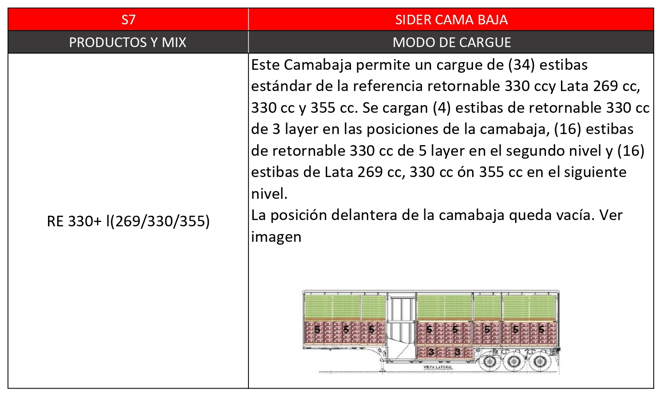 S7
SIDER CAMA BAJA
PRODUCTOS Y MIX
MODO DE CARGUE
RE 330+ l(269/330/355)
Este Camabaja permite un cargue de (34) estibas
estándar de la referencia retornable 330 ccy Lata 269 cc,
330 cc y 355 cc. Se cargan (4) estibas de retornable 330 cc
de 3 layer en las posiciones de la camabaja, (16) estibas
de retornable 330 cc de 5 layer en el segundo nivel y (16)
estibas de Lata 269 cc, 330 cc ón 355 cc en el siguiente
nivel.
La posición delantera de la camabaja queda vacía. Ver
imagen
5 5 5 5 5 5 5 5
3 3
VISTA LATERAL